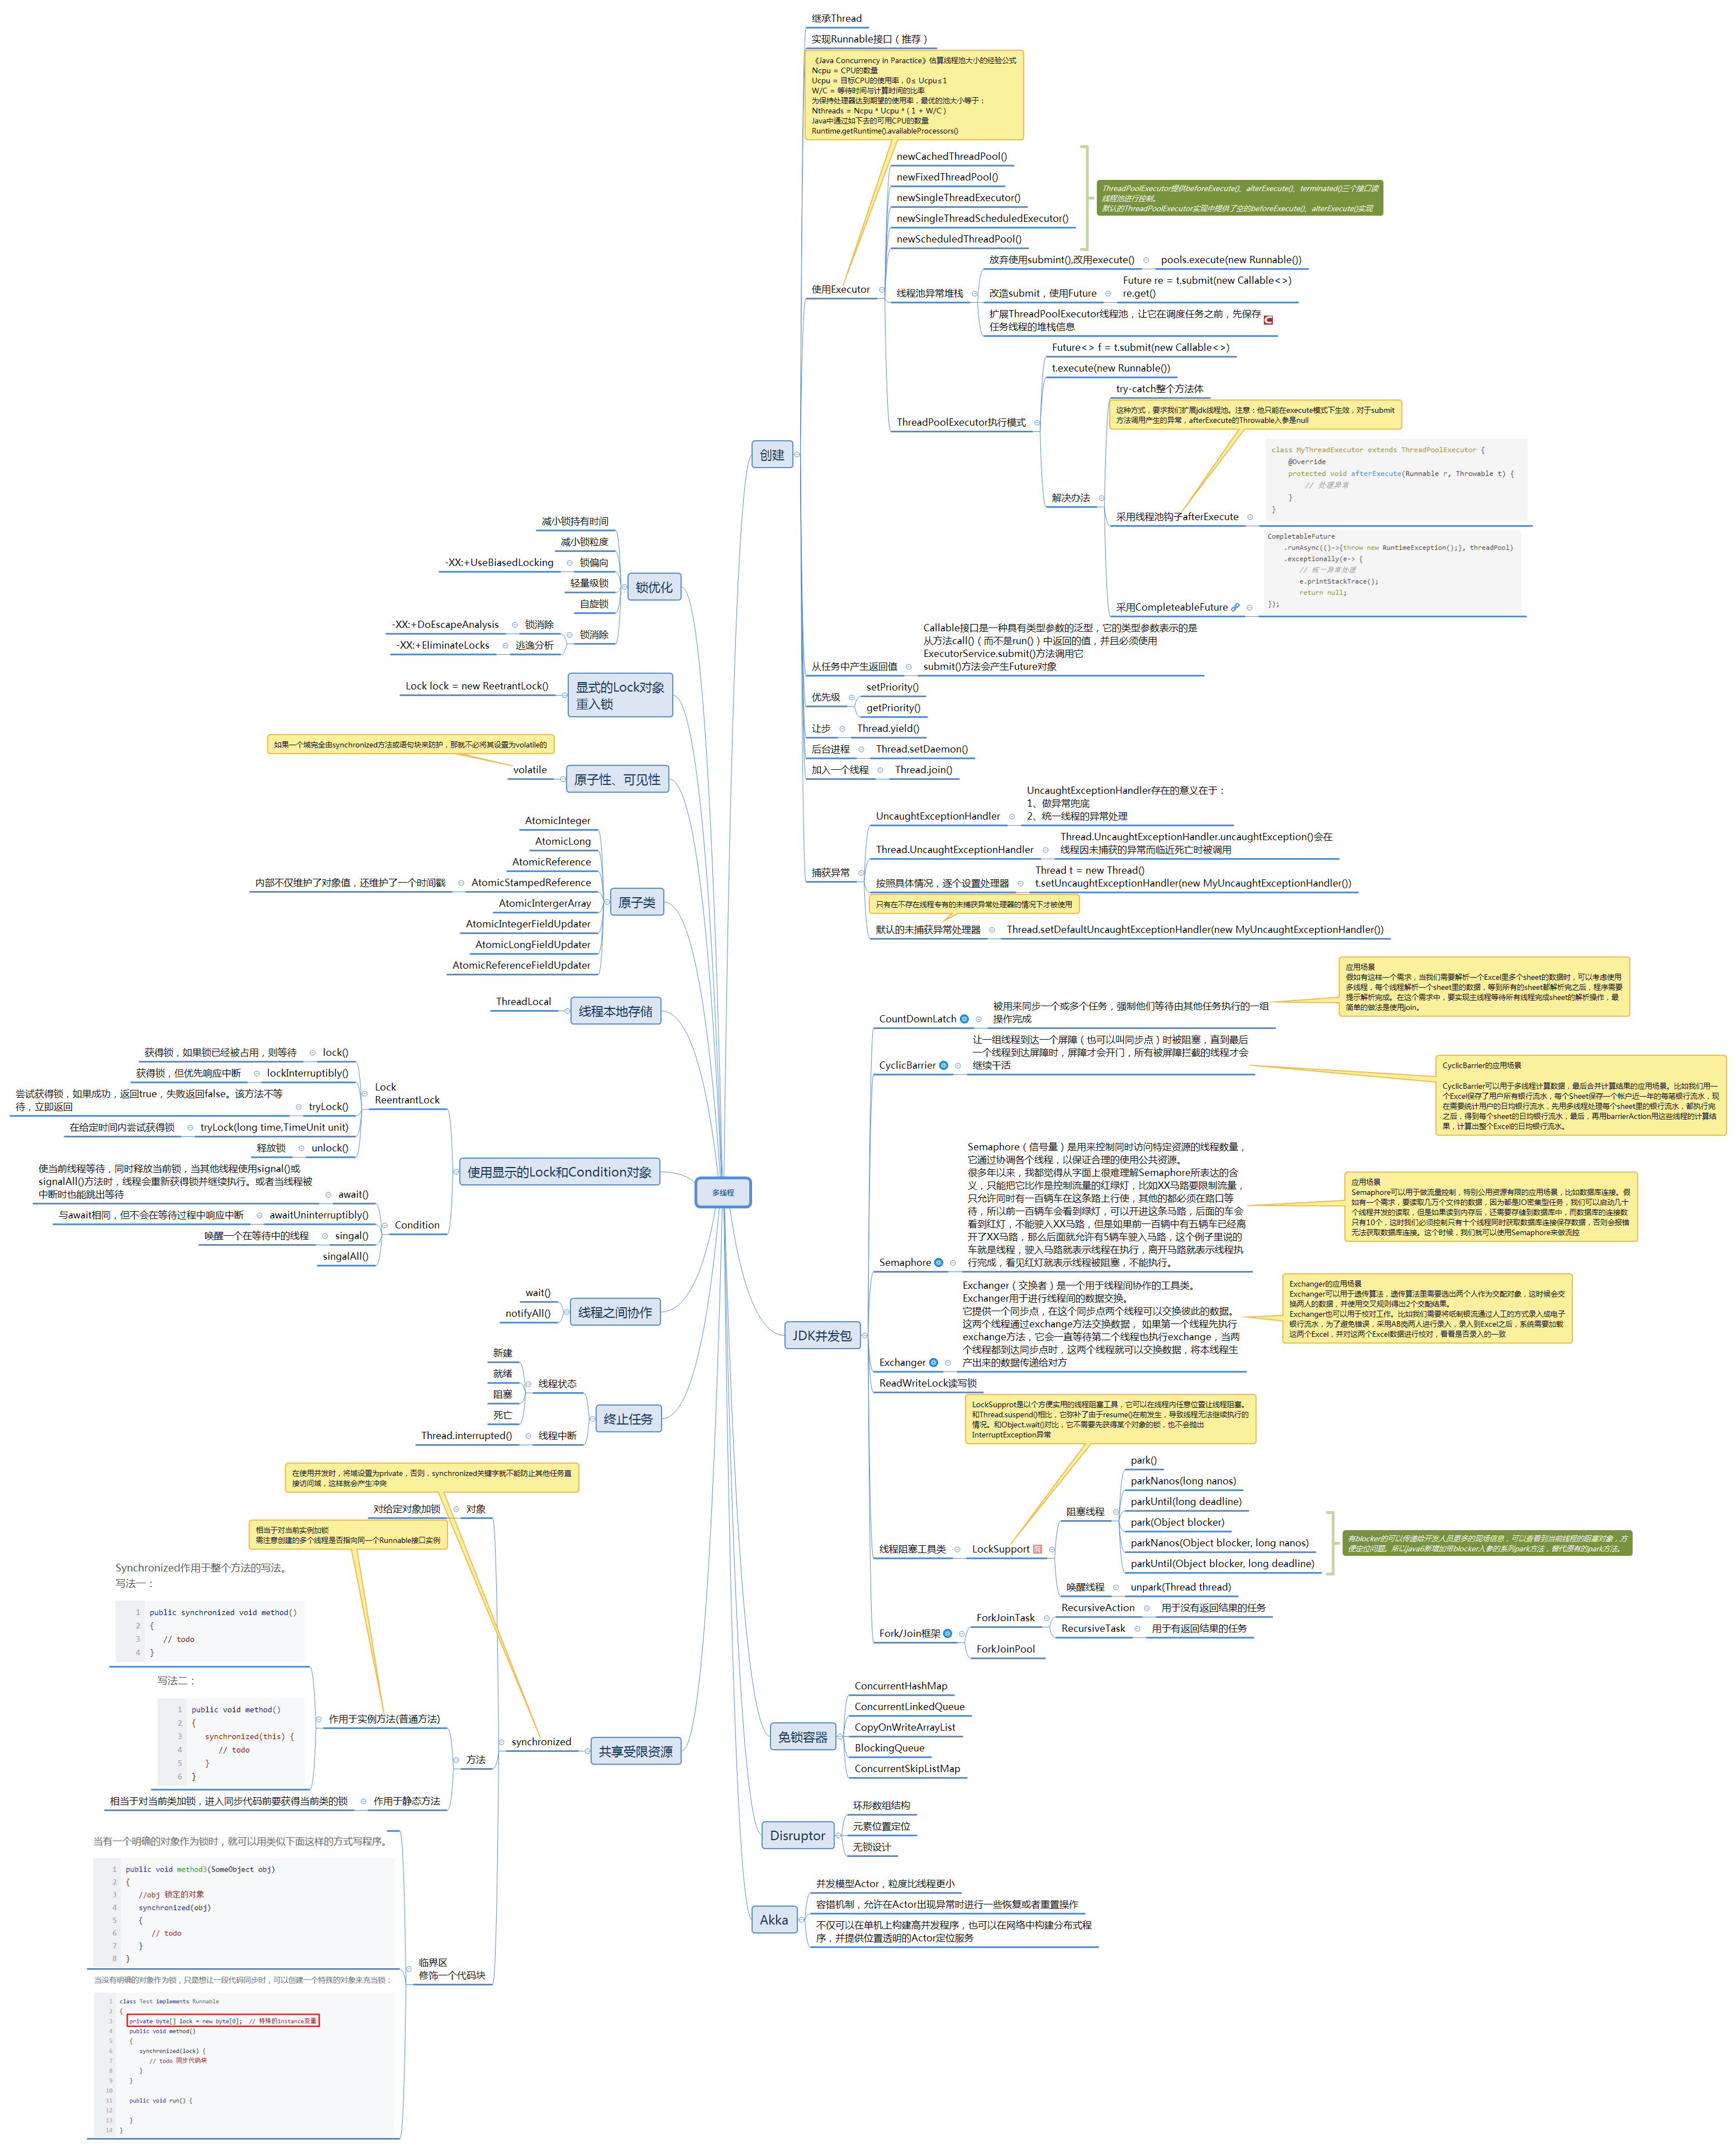 多线程
创建
继承Thread
实现Runnable接口（推荐）
《Java Concurrency in Paractice》估算线程池大小的经验公式
Ncpu = CPU的数量
Ucpu = 目标CPU的使用率，0≤ Ucpu≤1
W/C = 等待时间与计算时间的比率
为保持处理器达到期望的使用率，最优的池大小等于：
Nthreads = Ncpu * Ucpu * ( 1 + W/C )
Java中通过如下去的可用CPU的数量
Runtime.getRuntime().availableProcessors()
使用Executor
newCachedThreadPool()
newFixedThreadPool()
newSingleThreadExecutor()
newSingleThreadScheduledExecutor()
newScheduledThreadPool()
ThreadPoolExecutor提供beforeExecute()、alterExecute()、terminated()三个接口读
线程池进行控制。
默认的ThreadPoolExecutor实现中提供了空的beforeExecute()、alterExecute()实现
线程池异常堆栈
放弃使用submint(),改用execute()
pools.execute(new Runnable())
改造submit，使用Future
Future re = t.submit(new Callable<>)
re.get()
扩展ThreadPoolExecutor线程池，让它在调度任务之前，先保存
任务线程的堆栈信息
ThreadPoolExecutor执行模式
Future<> f = t.submit(new Callable<>)
t.execute(new Runnable())
解决办法
try-catch整个方法体
这种方式，要求我们扩展jdk线程池。注意：他只能在execute模式下生效，对于submit
方法调用产生的异常，afterExecute的Throwable入参是null
采用线程池钩子afterExecute
class MyThreadExecutor extends ThreadPoolExecutor {
@Override
protected void afterExecute(Runnable r, Throwable t) {
// 处理异常
}
}
采用CompleteableFuture
CompletableFuture
.runAsync(()->{throw new RuntimeException();}, threadPool)
.exceptionally(e-> {
// 统一异常处理
e.printStackTrace();
return null;
});
从任务中产生返回值
Callable接口是一种具有类型参数的泛型，它的类型参数表示的是
从方法call()（而不是run()）中返回的值，并且必须使用
ExecutorService.submit()方法调用它
submit()方法会产生Future对象
优先级
setPriority()
getPriority()
让步
Thread.yield()
后台进程
Thread.setDaemon()
加入一个线程
Thread.join()
捕获异常
UncaughtExceptionHandler
UncaughtExceptionHandler存在的意义在于：
1、做异常兜底
2、统一线程的异常处理
Thread.UncaughtExceptionHandler
Thread.UncaughtExceptionHandler.uncaughtException()会在
线程因未捕获的异常而临近死亡时被调用
按照具体情况，逐个设置处理器
Thread t = new Thread()
t.setUncaughtExceptionHandler(new MyUncaughtExceptionHandler())
只有在不存在线程专有的未捕获异常处理器的情况下才被使用
默认的未捕获异常处理器
Thread.setDefaultUncaughtExceptionHandler(new MyUncaughtExceptionHandler())
JDK并发包
CountDownLatch
被用来同步一个或多个任务，强制他们等待由其他任务执行的一组
操作完成
应用场景
假如有这样一个需求，当我们需要解析一个Excel里多个sheet的数据时，可以考虑使用
多线程，每个线程解析一个sheet里的数据，等到所有的sheet都解析完之后，程序需要
提示解析完成。在这个需求中，要实现主线程等待所有线程完成sheet的解析操作，最
简单的做法是使用join。
CyclicBarrier
让一组线程到达一个屏障（也可以叫同步点）时被阻塞，直到最后
一个线程到达屏障时，屏障才会开门，所有被屏障拦截的线程才会
继续干活
CyclicBarrier的应用场景
CyclicBarrier可以用于多线程计算数据，最后合并计算结果的应用场景。比如我们用一
个Excel保存了用户所有银行流水，每个Sheet保存一个帐户近一年的每笔银行流水，现
在需要统计用户的日均银行流水，先用多线程处理每个sheet里的银行流水，都执行完
之后，得到每个sheet的日均银行流水，最后，再用barrierAction用这些线程的计算结
果，计算出整个Excel的日均银行流水。
Semaphore
Semaphore（信号量）是用来控制同时访问特定资源的线程数量，
它通过协调各个线程，以保证合理的使用公共资源。
很多年以来，我都觉得从字面上很难理解Semaphore所表达的含
义，只能把它比作是控制流量的红绿灯，比如XX马路要限制流量，
只允许同时有一百辆车在这条路上行使，其他的都必须在路口等
待，所以前一百辆车会看到绿灯，可以开进这条马路，后面的车会
看到红灯，不能驶入XX马路，但是如果前一百辆中有五辆车已经离
开了XX马路，那么后面就允许有5辆车驶入马路，这个例子里说的
车就是线程，驶入马路就表示线程在执行，离开马路就表示线程执
行完成，看见红灯就表示线程被阻塞，不能执行。
应用场景
Semaphore可以用于做流量控制，特别公用资源有限的应用场景，比如数据库连接。假
如有一个需求，要读取几万个文件的数据，因为都是IO密集型任务，我们可以启动几十
个线程并发的读取，但是如果读到内存后，还需要存储到数据库中，而数据库的连接数
只有10个，这时我们必须控制只有十个线程同时获取数据库连接保存数据，否则会报错
无法获取数据库连接。这个时候，我们就可以使用Semaphore来做流控
Exchanger
Exchanger（交换者）是一个用于线程间协作的工具类。
Exchanger用于进行线程间的数据交换。
它提供一个同步点，在这个同步点两个线程可以交换彼此的数据。
这两个线程通过exchange方法交换数据， 如果第一个线程先执行
exchange方法，它会一直等待第二个线程也执行exchange，当两
个线程都到达同步点时，这两个线程就可以交换数据，将本线程生
产出来的数据传递给对方
Exchanger的应用场景
Exchanger可以用于遗传算法，遗传算法里需要选出两个人作为交配对象，这时候会交
换两人的数据，并使用交叉规则得出2个交配结果。
Exchanger也可以用于校对工作。比如我们需要将纸制银流通过人工的方式录入成电子
银行流水，为了避免错误，采用AB岗两人进行录入，录入到Excel之后，系统需要加载
这两个Excel，并对这两个Excel数据进行校对，看看是否录入的一致
ReadWriteLock读写锁
LockSupprot是以个方便实用的线程阻塞工具，它可以在线程内任意位置让线程阻塞。
和Thread.suspend()相比，它弥补了由于resume()在前发生，导致线程无法继续执行的
情况。和Object.wait()对比，它不需要先获得某个对象的锁，也不会抛出
InterruptException异常
线程阻塞工具类
LockSupport
阻塞线程
park()
parkNanos(long nanos)
parkUntil(long deadline)
park(Object blocker)
parkNanos(Object blocker, long nanos)
parkUntil(Object blocker, long deadline)
有blocker的可以传递给开发人员更多的现场信息，可以查看到当前线程的阻塞对象，方
便定位问题。所以java6新增加带blocker入参的系列park方法，替代原有的park方法。
唤醒线程
unpark(Thread thread)
Fork/Join框架
ForkJoinTask
RecursiveAction
用于没有返回结果的任务
RecursiveTask
用于有返回结果的任务
ForkJoinPool
免锁容器
ConcurrentHashMap
ConcurrentLinkedQueue
CopyOnWriteArrayList
BlockingQueue
ConcurrentSkipListMap
Disruptor
环形数组结构
元素位置定位
无锁设计
Akka
并发模型Actor，粒度比线程更小
容错机制，允许在Actor出现异常时进行一些恢复或者重置操作
不仅可以在单机上构建高并发程序，也可以在网络中构建分布式程
序，并提供位置透明的Actor定位服务
锁优化
减小锁持有时间
减小锁粒度
锁偏向
-XX:+UseBiasedLocking
轻量级锁
自旋锁
锁消除
锁消除
-XX:+DoEscapeAnalysis
逃逸分析
-XX:+EliminateLocks
显式的Lock对象
重入锁
Lock lock = new ReetrantLock()
原子性、可见性
volatile
如果一个域完全由synchronized方法或语句块来防护，那就不必将其设置为volatile的
原子类
AtomicInteger
AtomicLong
AtomicReference
AtomicStampedReference
内部不仅维护了对象值，还维护了一个时间戳
AtomicIntergerArray
AtomicIntegerFieldUpdater
AtomicLongFieldUpdater
AtomicReferenceFieldUpdater
线程本地存储
ThreadLocal
使用显示的Lock和Condition对象
Lock
ReentrantLock
lock()
获得锁，如果锁已经被占用，则等待
lockInterruptibly()
获得锁，但优先响应中断
tryLock()
尝试获得锁，如果成功，返回true，失败返回false。该方法不等
待，立即返回
tryLock(long time,TimeUnit unit)
在给定时间内尝试获得锁
unlock()
释放锁
Condition
await()
使当前线程等待，同时释放当前锁，当其他线程使用signal()或
signalAll()方法时，线程会重新获得锁并继续执行。或者当线程被
中断时也能跳出等待
awaitUninterruptibly()
与await相同，但不会在等待过程中响应中断
singal()
唤醒一个在等待中的线程
singalAll()
线程之间协作
wait()
notifyAll()
终止任务
线程状态
新建
就绪
阻塞
死亡
线程中断
Thread.interrupted()
共享受限资源
synchronized
在使用并发时，将域设置为private，否则，synchronized关键字就不能防止其他任务直
接访问域，这样就会产生冲突
对象
对给定对象加锁
方法
作用于实例方法(普通方法)
相当于对当前实例加锁
需注意创建的多个线程是否指向同一个Runnable接口实例
Synchronized作用于整个方法的写法。
写法一：
1 public synchronized void method()
2 {
3 // todo
4 }
写法二：
1 public void method()
2 {
3 synchronized(this) {
4 // todo
5 }
6 }
作用于静态方法
相当于对当前类加锁，进入同步代码前要获得当前类的锁
临界区
修饰一个代码块
当有一个明确的对象作为锁时，就可以用类似下面这样的方式写程序。
1 public void method3(SomeObject obj)
2 {
3 //obj 锁定的对象
4 synchronized(obj)
5 {
6 // todo
7 }
8 }
当没有明确的对象作为锁，只是想让一段代码同步时，可以创建一个特殊的对象来充当锁：
1 class Test implements Runnable
2 {
3 private byte[] lock = new byte[0]; // 特殊的instance变量
4 public void method()
5 {
6 synchronized(lock) {
7 // todo 同步代码块
8 }
9 }
10
11 public void run() {
12
13 }
14 }